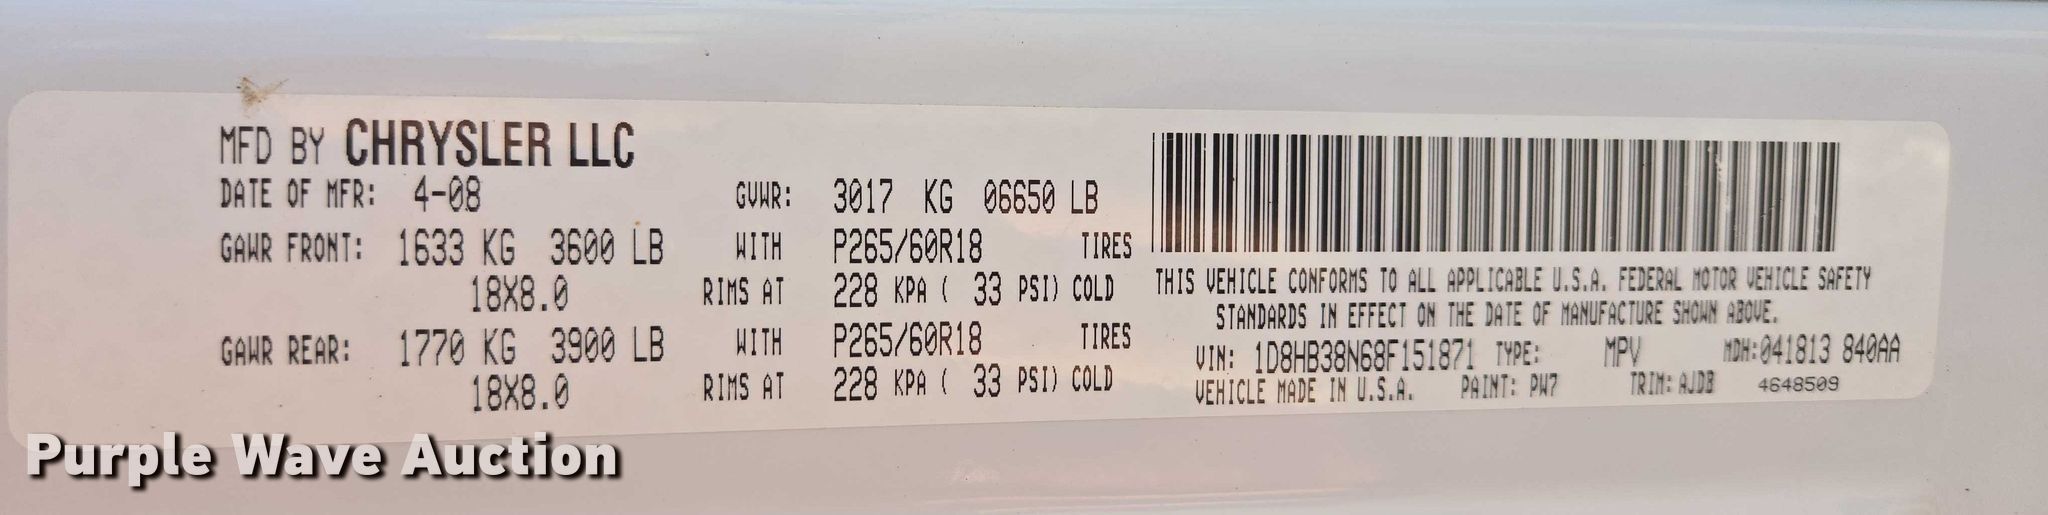 MFD BY CHRYSLER LLC
DATE OF MFR: 4-08 GVWR: 3017 KG 06650 LB
GAWR FRONT: 1633 KG 3600 LB WITH P265/60R18 TIRES
18X8.0 RIMS AT 228 KPA ( 33 PSI) COLD
GAWR REAR: 1770 KG 3900 LB WITH P265/60R18 TIRES
18X8.0 RIMS AT 228 KPA ( 33 PSI) COLD
THIS VEHICLE CONFORMS TO ALL APPLICABLE U.S.A. FEDERAL MOTOR VEHICLE SAFETY
STANDARDS IN EFFECT ON THE DATE OF MANUFACTURE SHOWN ABOVE.
VIN: 1D8HB38N68F151871 TYPE: MPV MDH:041813 840AA
VEHICLE MADE IN U.S.A. PAINT: PW7 TRIM: AJDB 4648509
Purple Wave Auction